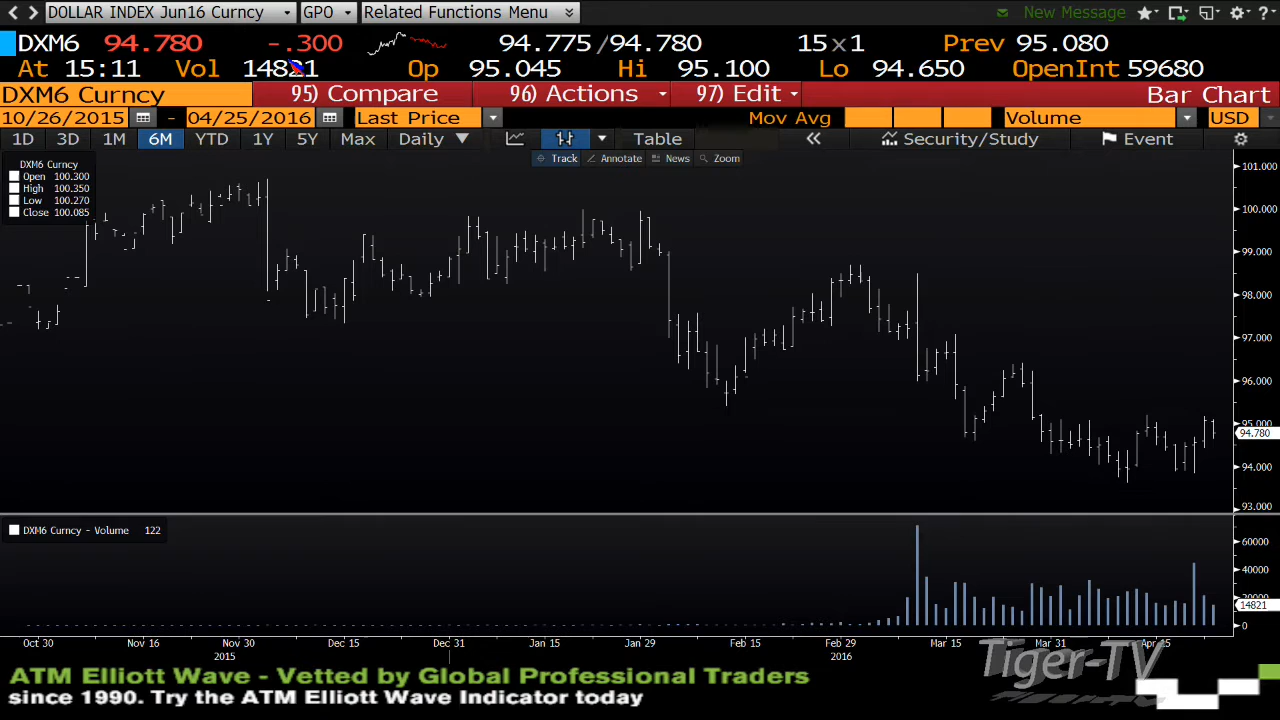 DOLLAR INDEX Jun16 Curncy GPO Related Functions Menu New Message
DXM6 94.780 -.300 94.775/94.780 15x1 Prev 95.080
At 15:11 Vol 14821 Op 95.045 Hi 95.100 Lo 94.650 OpenInt 59680
DXM6 Curncy 95) Compare 96) Actions 97) Edit Bar Chart
10/26/2015 - 04/25/2016 Last Price Mov Avg Volume USD
1D 3D 1M 6M YTD 1Y 5Y Max Daily Table « Security/Study Event
Track Annotate News Zoom
DXM6 Curncy
Open 100.300
High 100.350
Low 100.270
Close 100.085
101.000
100.000
99.000
98.000
97.000
96.000
95.000
94.780
94.000
93.000
DXM6 Curncy - Volume 122
60000
40000
20000
14821
0
Oct 30 Nov 16 Nov 30 Dec 15 Dec 31 Jan 15 Jan 29 Feb 15 Feb 29 Mar 15 Mar 31 Apr 15
2015 2016
Tiger-TV
ATM Elliott Wave - Vetted by Global Professional Traders
since 1990. Try the ATM Elliott Wave Indicator today